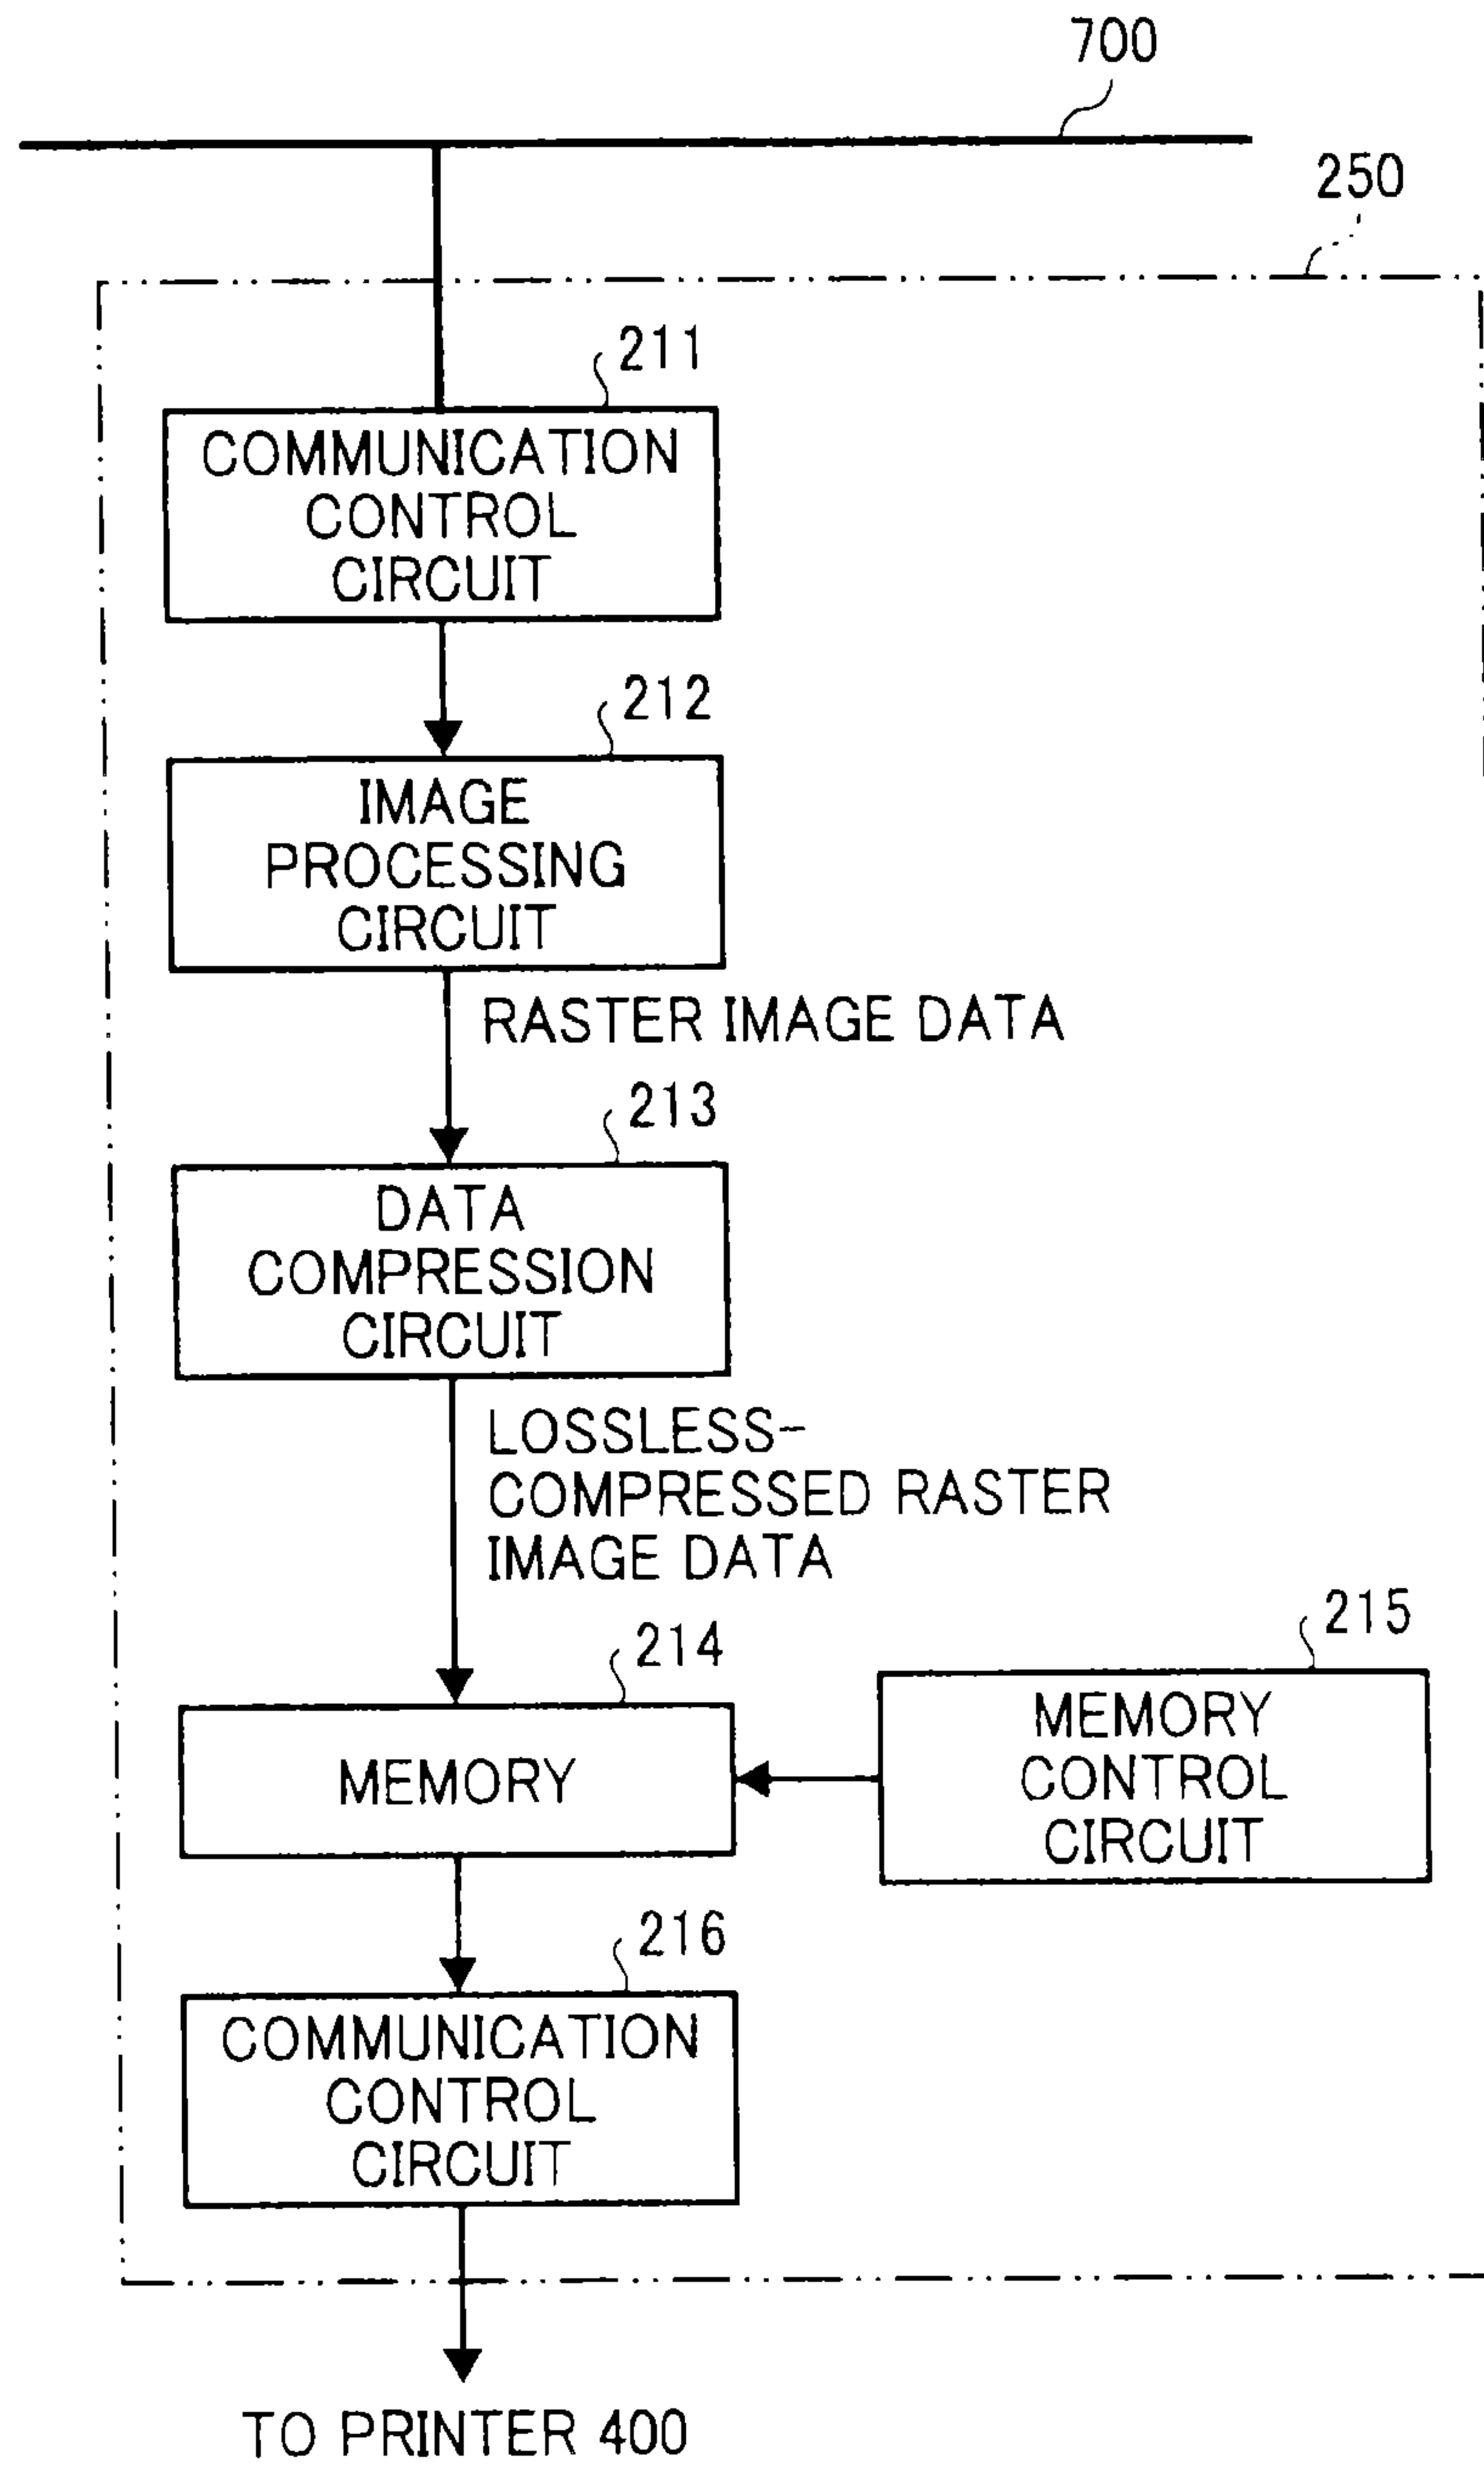 700
250
211
COMMUNICATION
CONTROL
CIRCUIT
212
IMAGE
PROCESSING
CIRCUIT
RASTER IMAGE DATA
213
DATA
COMPRESSION
CIRCUIT
LOSSLESS-
COMPRESSED RASTER
IMAGE DATA
214
MEMORY
215
MEMORY
CONTROL
CIRCUIT
216
COMMUNICATION
CONTROL
CIRCUIT
TO PRINTER 400